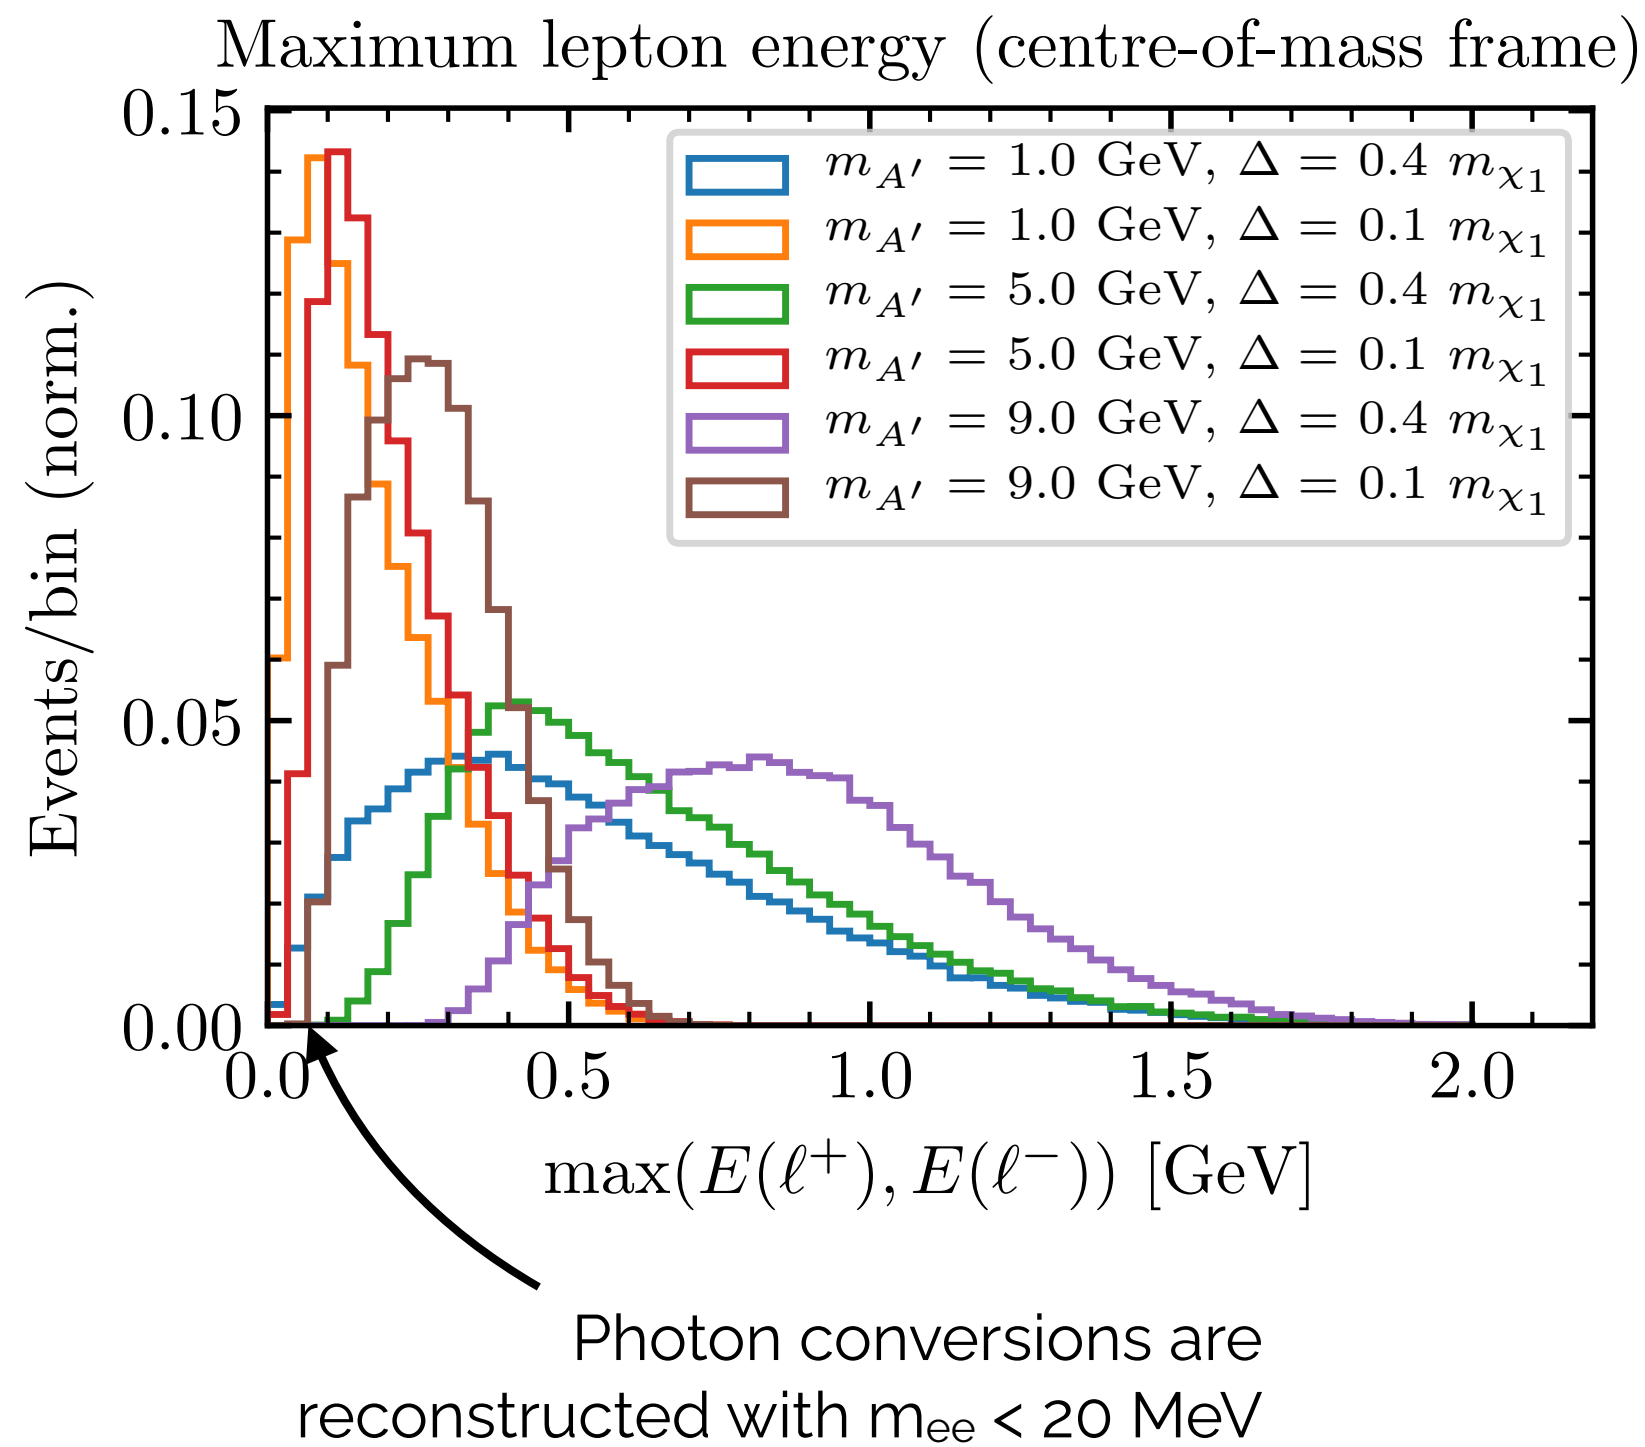 Maximum lepton energy (centre-of-mass frame)
0.15
0.10
0.05
0.00
Events/bin (norm.)
m_{A′} = 1.0 GeV, Δ = 0.4 m_{χ₁}
m_{A′} = 1.0 GeV, Δ = 0.1 m_{χ₁}
m_{A′} = 5.0 GeV, Δ = 0.4 m_{χ₁}
m_{A′} = 5.0 GeV, Δ = 0.1 m_{χ₁}
m_{A′} = 9.0 GeV, Δ = 0.4 m_{χ₁}
m_{A′} = 9.0 GeV, Δ = 0.1 m_{χ₁}
0.0 0.5 1.0 1.5 2.0
max(E(ℓ⁺), E(ℓ⁻)) [GeV]
Photon conversions are
reconstructed with m_{ee} < 20 MeV